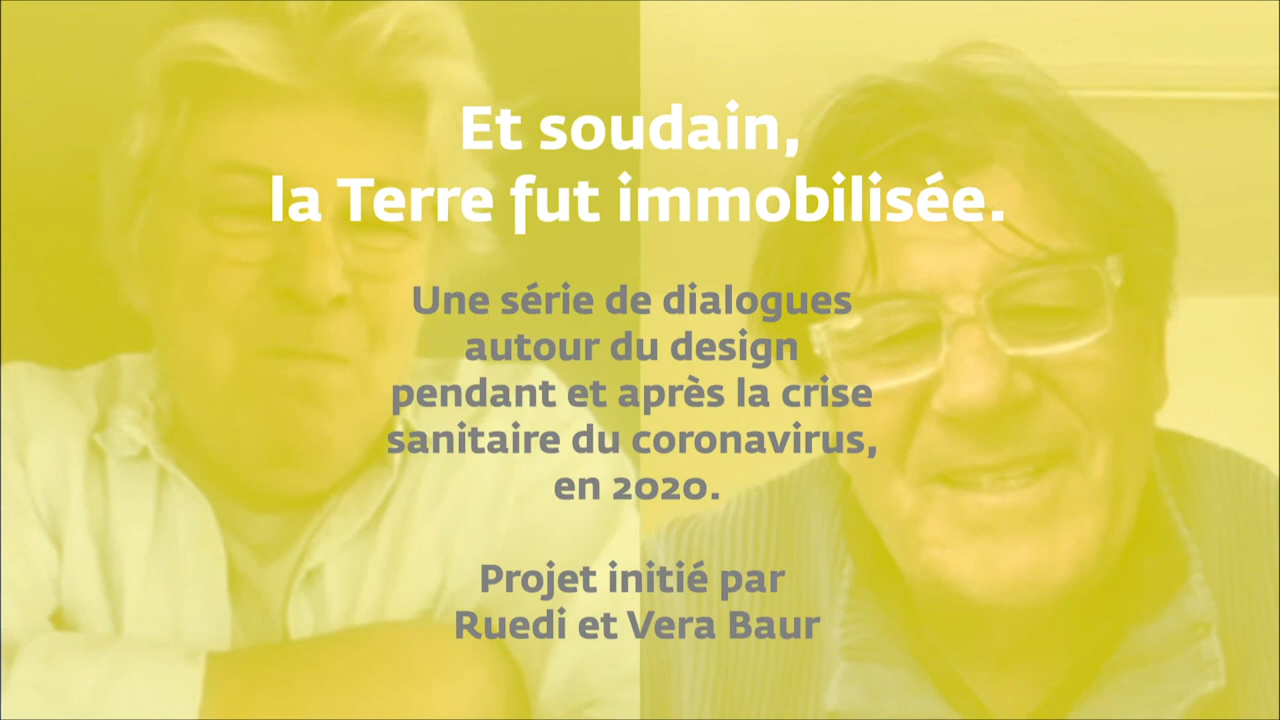 Et soudain,
la Terre fut immobilisée.
Une série de dialogues
autour du design
pendant et après la crise
sanitaire du coronavirus,
en 2020.
Projet initié par
Ruedi et Vera Baur